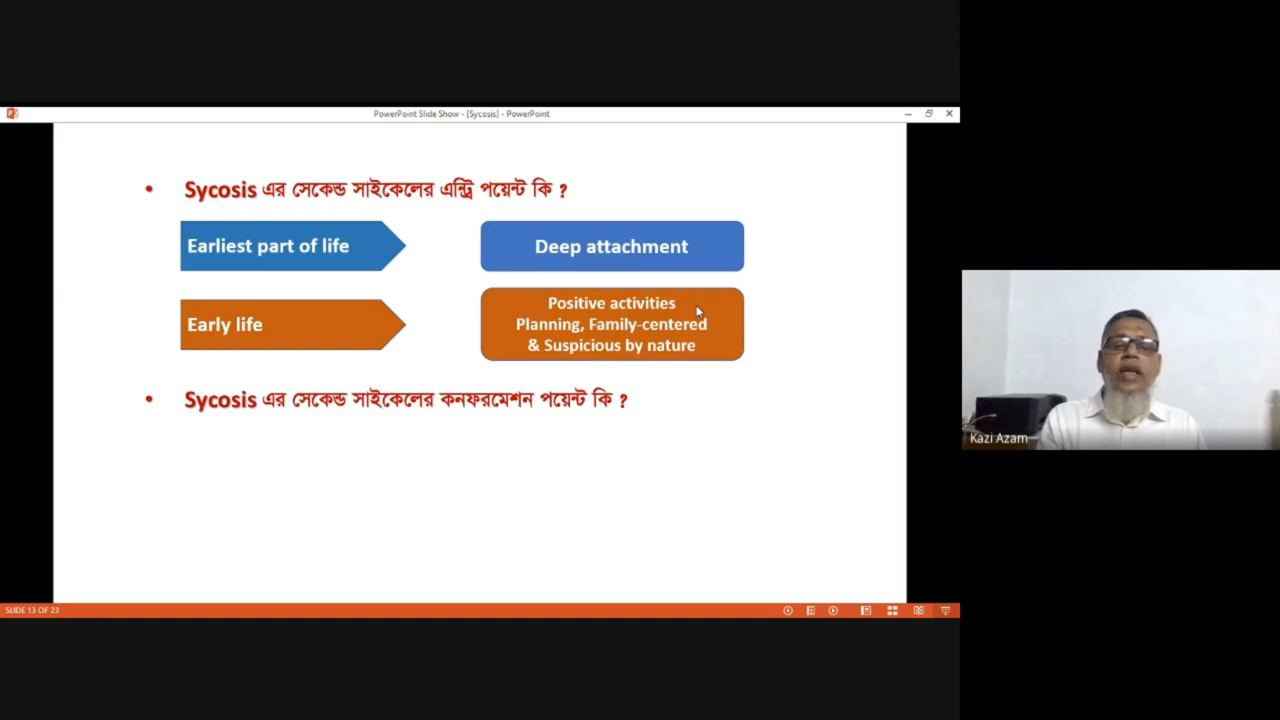 PowerPoint Slide Show - [Sycosis] - PowerPoint
Sycosis এর সেকেন্ড সাইকেলের এন্ট্রি পয়েন্ট কি ?
Earliest part of life
Deep attachment
Early life
Positive activities
Planning, Family-centered
& Suspicious by nature
Sycosis এর সেকেন্ড সাইকেলের কনফরমেশন পয়েন্ট কি ?
Kazi Azam
SLIDE 13 OF 23